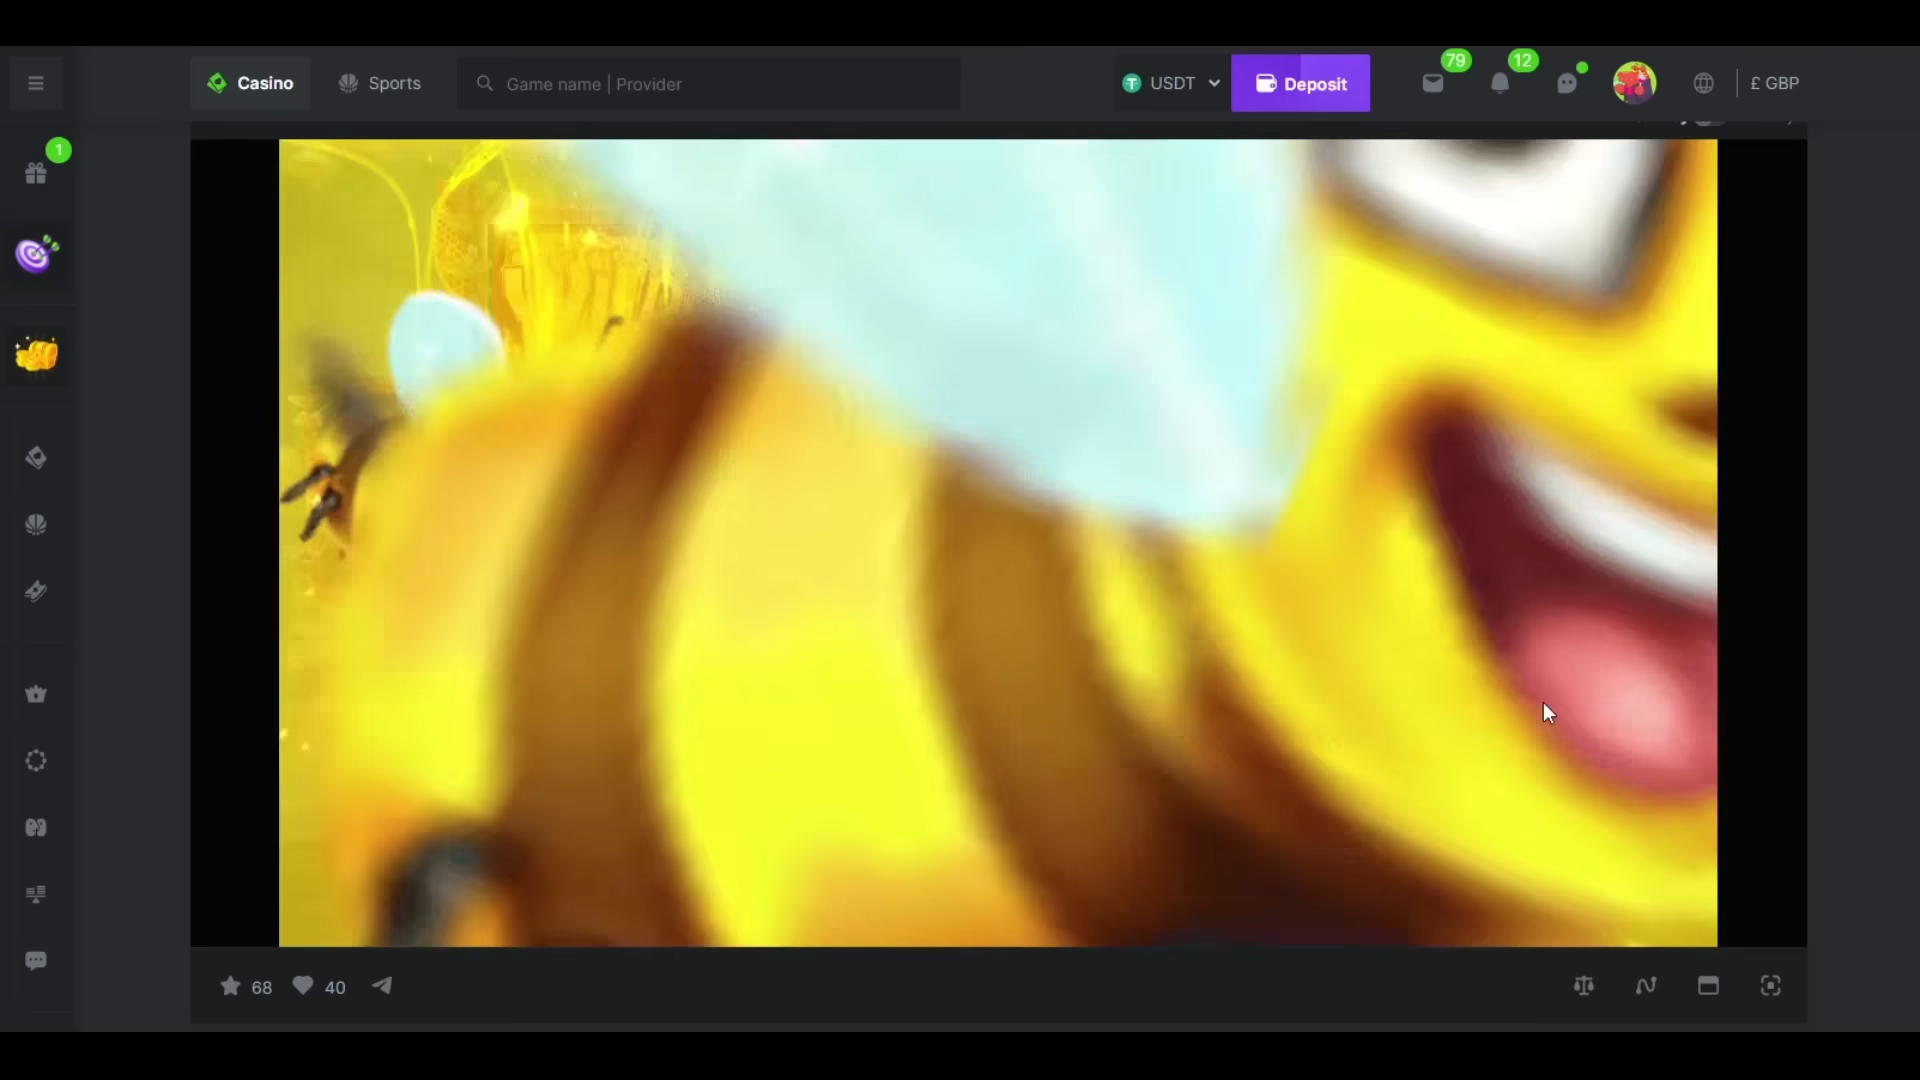 Casino
Sports
Game name | Provider
USDT
Deposit
79
12
£ GBP
1
68
40